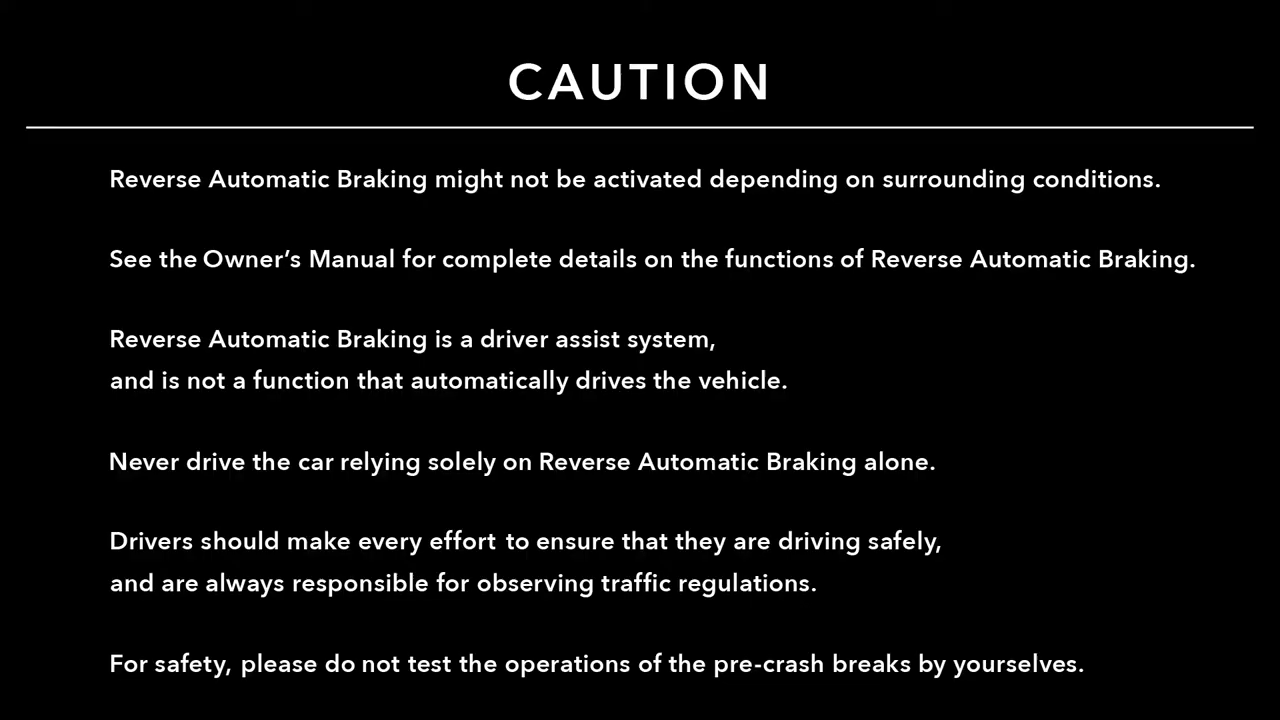 CAUTION
Reverse Automatic Braking might not be activated depending on surrounding conditions.
See the Owner’s Manual for complete details on the functions of Reverse Automatic Braking.
Reverse Automatic Braking is a driver assist system,
and is not a function that automatically drives the vehicle.
Never drive the car relying solely on Reverse Automatic Braking alone.
Drivers should make every effort to ensure that they are driving safely,
and are always responsible for observing traffic regulations.
For safety, please do not test the operations of the pre-crash breaks by yourselves.